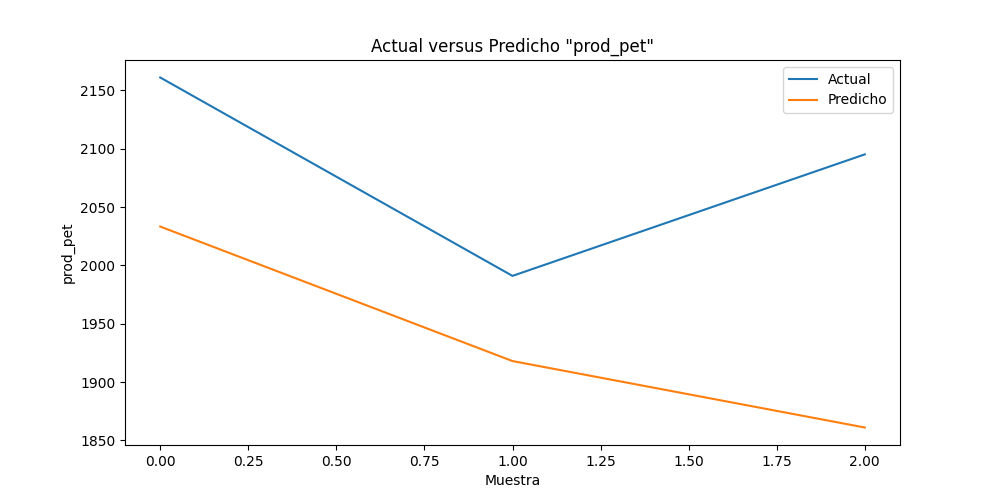 Actual versus Predicho "prod_pet"
Actual
Predicho
2150
2100
2050
2000
1950
1900
1850
prod_pet
0.00 0.25 0.50 0.75 1.00 1.25 1.50 1.75 2.00
Muestra